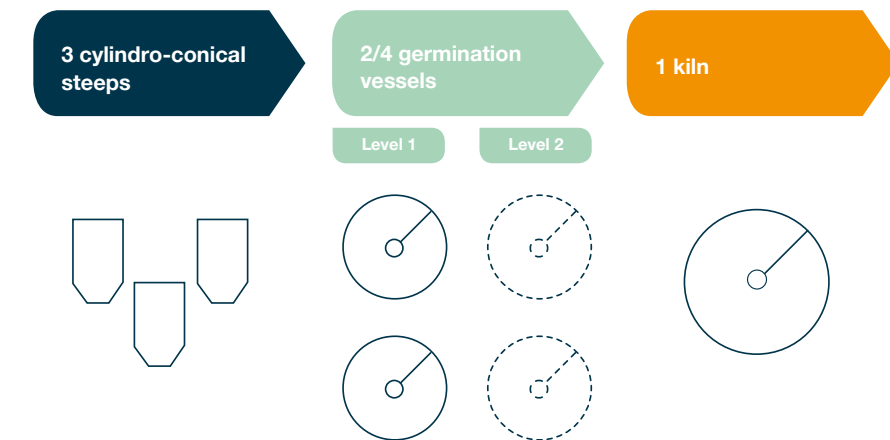 3 cylindro-conical
steeps
2/4 germination
vessels
1 kiln
Level 1
Level 2